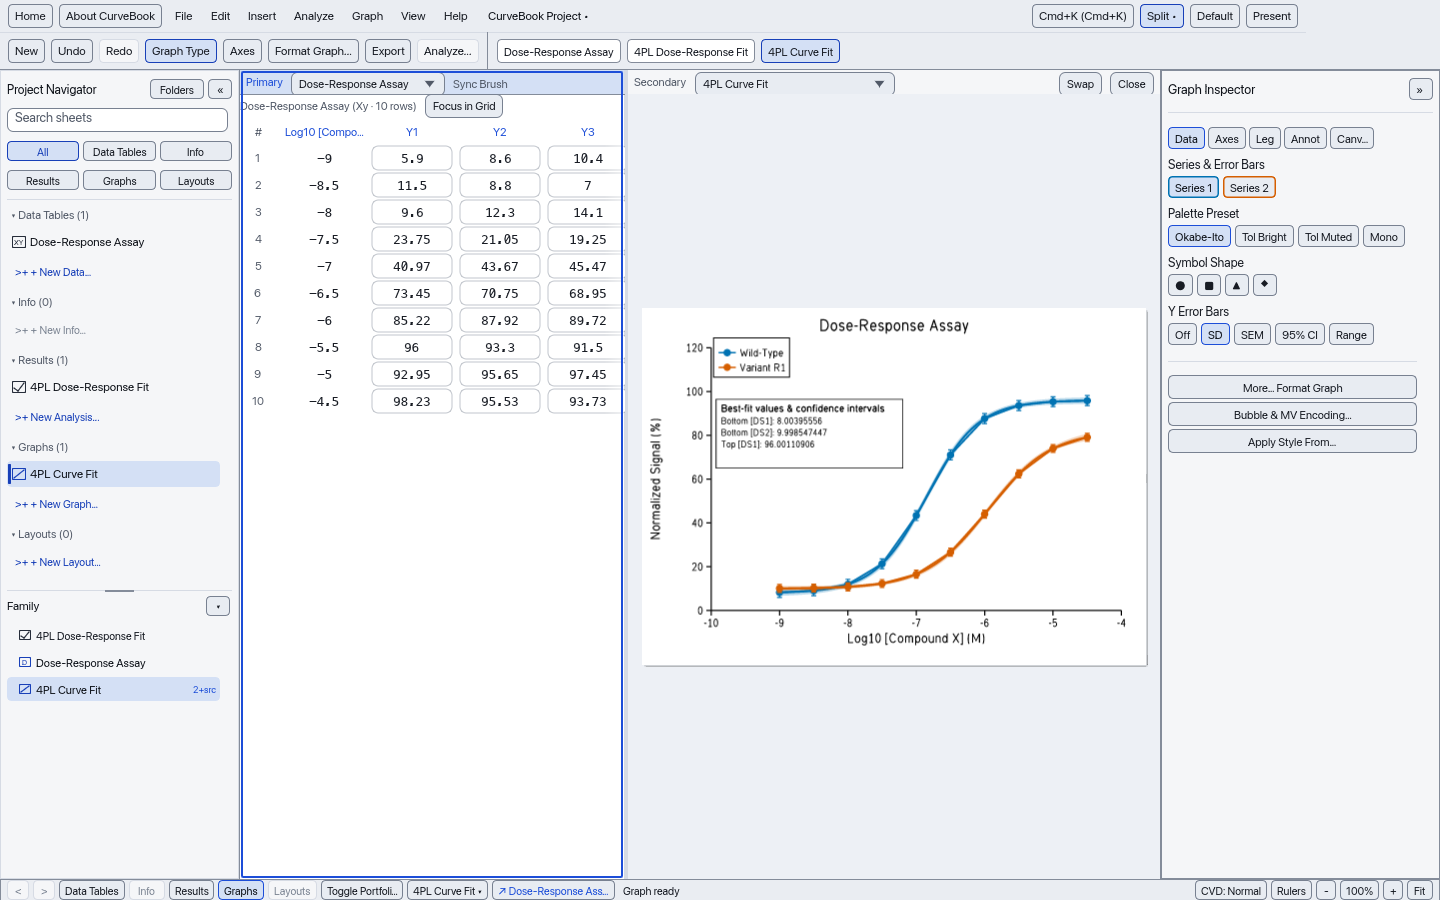 Home About CurveBook File Edit Insert Analyze Graph View Help CurveBook Project • Cmd+K (Cmd+K) Split • Default Present
New Undo Redo Graph Type Axes Format Graph... Export Analyze... Dose-Response Assay 4PL Dose-Response Fit 4PL Curve Fit
Project Navigator Folders «
Search sheets
All Data Tables Info
Results Graphs Layouts
▾ Data Tables (1)
XY Dose-Response Assay
>+ + New Data...
▾ Info (0)
>+ + New Info...
▾ Results (1)
4PL Dose-Response Fit
>+ New Analysis...
▾ Graphs (1)
4PL Curve Fit
>+ + New Graph...
▾ Layouts (0)
>+ + New Layout...
Family ▾
4PL Dose-Response Fit
D Dose-Response Assay
4PL Curve Fit 2+src
Primary Dose-Response Assay Sync Brush
Dose-Response Assay (Xy · 10 rows) Focus in Grid
# Log10 [Compo... Y1 Y2 Y3
1 −9 5.9 8.6 10.4
2 −8.5 11.5 8.8 7
3 −8 9.6 12.3 14.1
4 −7.5 23.75 21.05 19.25
5 −7 40.97 43.67 45.47
6 −6.5 73.45 70.75 68.95
7 −6 85.22 87.92 89.72
8 −5.5 96 93.3 91.5
9 −5 92.95 95.65 97.45
10 −4.5 98.23 95.53 93.73
Secondary 4PL Curve Fit Swap Close
Dose-Response Assay
Wild-Type
Variant R1
Best-fit values & confidence intervals
Bottom [DS1]: 8.00395556
Bottom [DS2]: 9.998547447
Top [DS1]: 96.00110906
Normalized Signal (%)
120
100
80
60
40
20
0
-10 -9 -8 -7 -6 -5 -4
Log10 [Compound X] (M)
Graph Inspector »
Data Axes Leg Annot Canv...
Series & Error Bars
Series 1 Series 2
Palette Preset
Okabe-Ito Tol Bright Tol Muted Mono
Symbol Shape
Y Error Bars
Off SD SEM 95% CI Range
More... Format Graph
Bubble & MV Encoding...
Apply Style From...
< > Data Tables Info Results Graphs Layouts Toggle Portfoli... 4PL Curve Fit ▾ ↗ Dose-Response Ass... Graph ready CVD: Normal Rulers - 100% + Fit